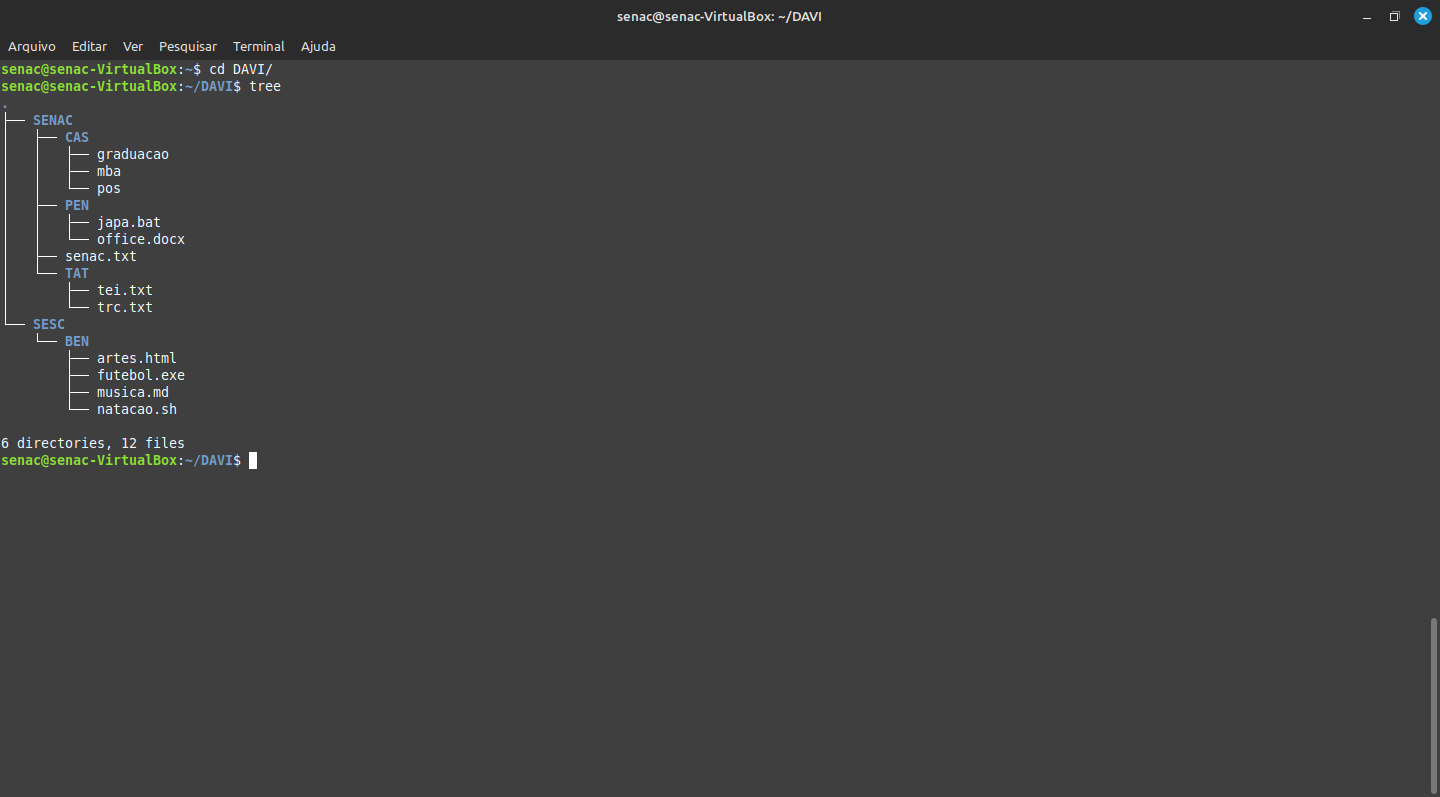 senac@senac-VirtualBox: ~/DAVI
Arquivo Editar Ver Pesquisar Terminal Ajuda
senac@senac-VirtualBox:~$ cd DAVI/
senac@senac-VirtualBox:~/DAVI$ tree
.
├── SENAC
│   ├── CAS
│   │   ├── graduacao
│   │   ├── mba
│   │   └── pos
│   ├── PEN
│   │   ├── japa.bat
│   │   └── office.docx
│   ├── senac.txt
│   └── TAT
│       ├── tei.txt
│       └── trc.txt
└── SESC
    └── BEN
        ├── artes.html
        ├── futebol.exe
        ├── musica.md
        └── natacao.sh

6 directories, 12 files
senac@senac-VirtualBox:~/DAVI$